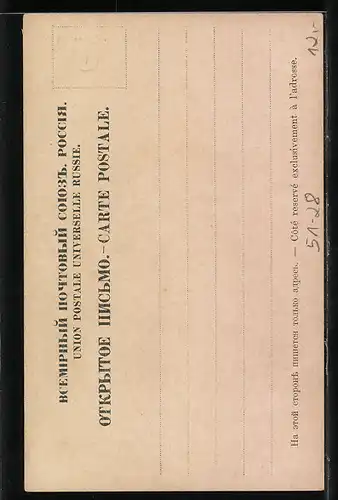 ВСЕМІРНЫЙ ПОЧТОВЫЙ СОЮЗЪ. РОССІЯ.
UNION POSTALE UNIVERSELLE RUSSIE.
ОТКРЫТОЕ ПИСЬМО.—CARTE POSTALE.
На этой сторонѣ пишется только адресъ. — Côté reservé exclusivement à l'adresse.
51-28
12,-